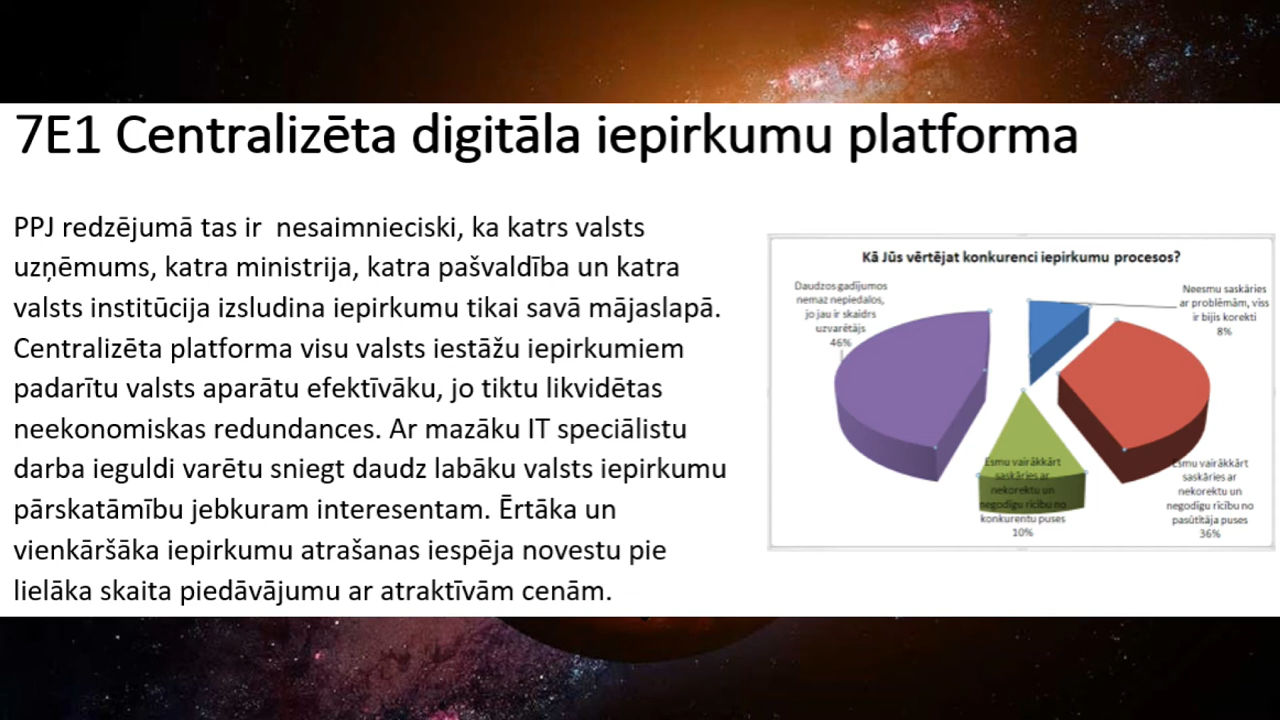 7E1 Centralizēta digitāla iepirkumu platforma
PPJ redzējumā tas ir nesaimnieciski, ka katrs valsts
uzņēmums, katra ministrija, katra pašvaldība un katra
valsts institūcija izsludina iepirkumu tikai savā mājaslapā.
Centralizēta platforma visu valsts iestāžu iepirkumiem
padarītu valsts aparātu efektīvāku, jo tiktu likvidētas
neekonomiskas redundances. Ar mazāku IT speciālistu
darba ieguldi varētu sniegt daudz labāku valsts iepirkumu
pārskatāmību jebkuram interesentam. Ērtāka un
vienkāršāka iepirkumu atrašanas iespēja novestu pie
lielāka skaita piedāvājumu ar atraktīvām cenām.
Kā Jūs vērtējat konkurenci iepirkumu procesos?
Daudzos gadījumos
nemaz nepiedalos,
jo jau ir skaidrs
uzvarētājs
46%
Neesmu saskāries
ar problēmām, viss
ir bijis korekti
8%
Esmu vairākkārt
saskāries ar
nekorektu un
negodīgu rīcību no
konkurentu puses
10%
Esmu vairākkārt
saskāries ar
nekorektu un
negodīgu rīcību no
pasūtītāja puses
36%